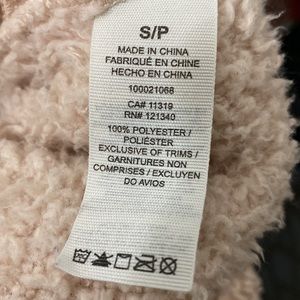 S/P
MADE IN CHINA
FABRIQUÉ EN CHINE
HECHO EN CHINA
100021068
CA# 11319
RN# 121340
100% POLYESTER /
POLIÉSTER
EXCLUSIVE OF TRIMS /
GARNITURES NON
COMPRISES / EXCLUYEN
DO AVIOS